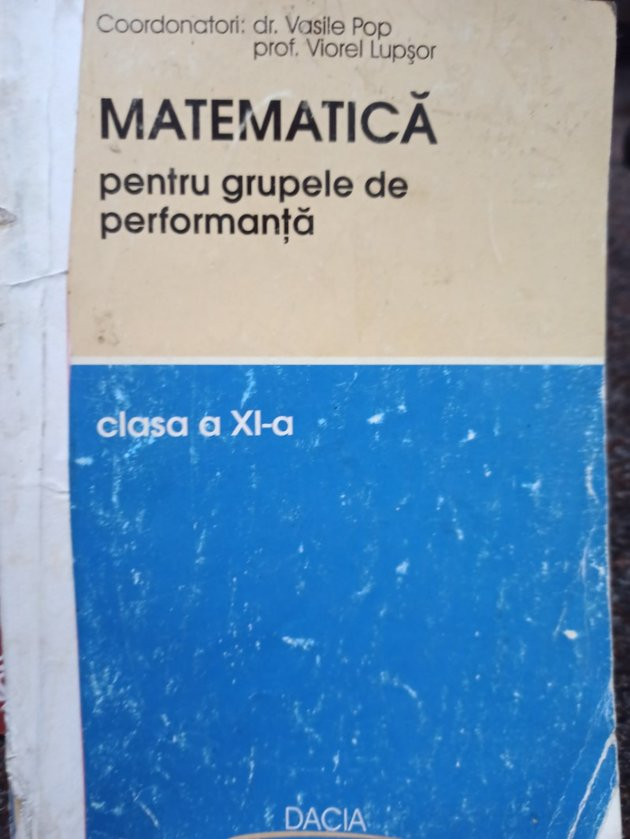 Coordonatori: dr. Vasile Pop
prof. Viorel Lupşor
MATEMATICĂ
pentru grupele de
performanţă
clasa a XI-a
DACIA